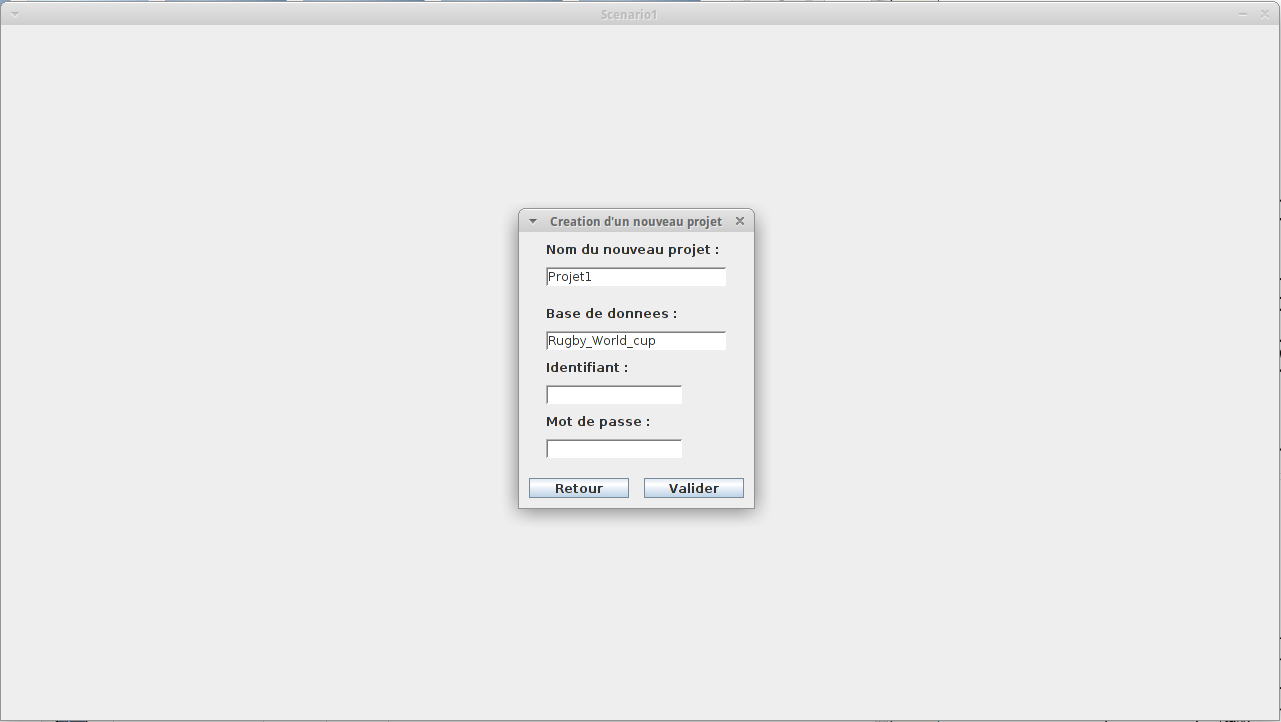 Scenario1
Creation d'un nouveau projet
Nom du nouveau projet :
Projet1
Base de donnees :
Rugby_World_cup
Identifiant :
Mot de passe :
Retour Valider